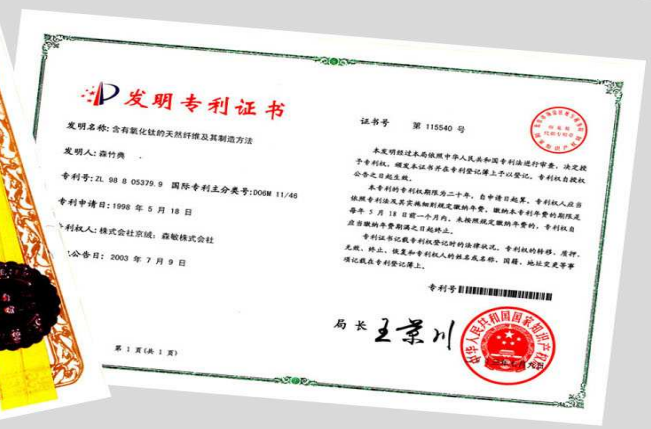 发明专利证书
发明名称:含有氧化钛的天然纤维及其制造方法
发明人:森竹典
专利号:ZL 98 8 05379.9 国际专利主分类号:D06M 11/46
专利申请日:1998 年 5 月 18 日
专利权人:株式会社京绒;森敏株式会社
公告日:2003 年 7 月 9 日
第 1 页(共 1 页)
证书号 第 115540 号
本发明经过本局依照中华人民共和国专利法进行审查,决定授
予专利权,颁发本证书并在专利登记簿上予以登记。专利权自授权
公告之日起生效。
本专利的专利权期限为二十年,自申请日起算。专利权人应当
依照专利法及其实施细则规定缴纳年费。缴纳本专利年费的期限是
每年 5 月 18 日前一个月内。未按照规定缴纳年费的,专利权自
应当缴纳年费期满之日起终止。
专利证书记载专利权登记时的法律状况。专利权的转移、质押、
无效、终止、恢复和专利权人的姓名或名称、国籍、地址变更等事
项记载在专利登记簿上。
专利号
局长 王景川
中华人民共和国国家知识产权局